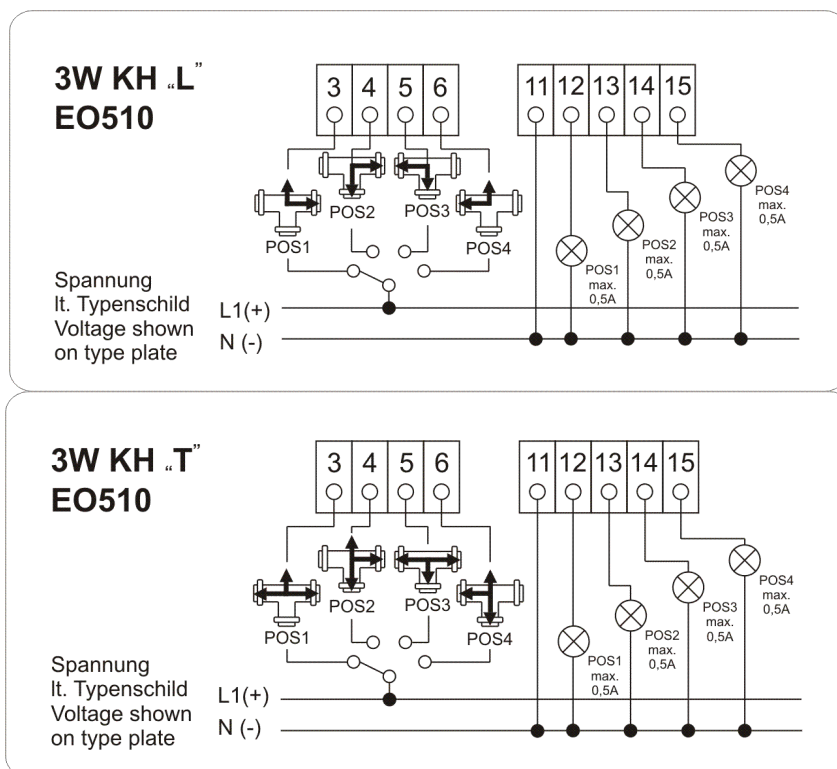 3W KH „L”
EO510
3 4 5 6
11 12 13 14 15
POS1
POS2
POS3
POS4
POS1
max.
0,5A
POS2
max.
0,5A
POS3
max.
0,5A
POS4
max.
0,5A
Spannung
lt. Typenschild
Voltage shown
on type plate
L1(+)
N (-)
3W KH „T”
EO510
3 4 5 6
11 12 13 14 15
POS1
POS2
POS3
POS4
POS1
max.
0,5A
POS2
max.
0,5A
POS3
max.
0,5A
POS4
max.
0,5A
Spannung
lt. Typenschild
Voltage shown
on type plate
L1(+)
N (-)